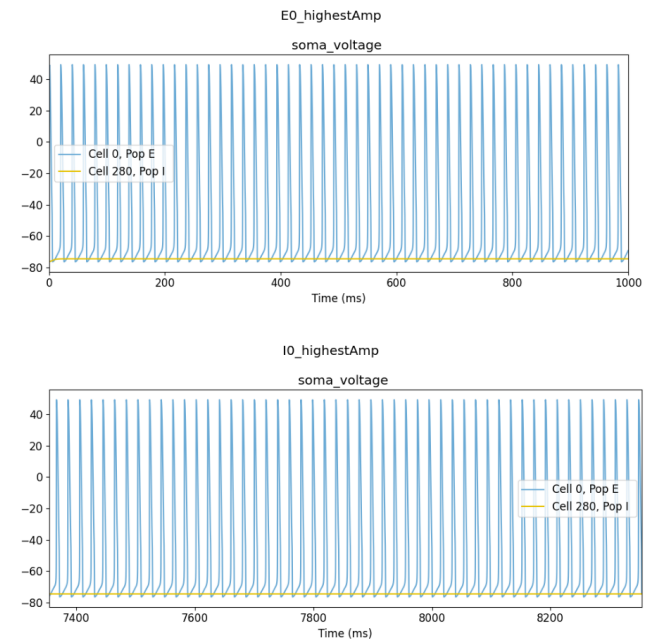 E0_highestAmp
soma_voltage
40
20
0
−20
−40
−60
−80
Cell 0, Pop E
Cell 280, Pop I
0 200 400 600 800 1000
Time (ms)
I0_highestAmp
soma_voltage
40
20
0
−20
−40
−60
−80
Cell 0, Pop E
Cell 280, Pop I
7400 7600 7800 8000 8200
Time (ms)